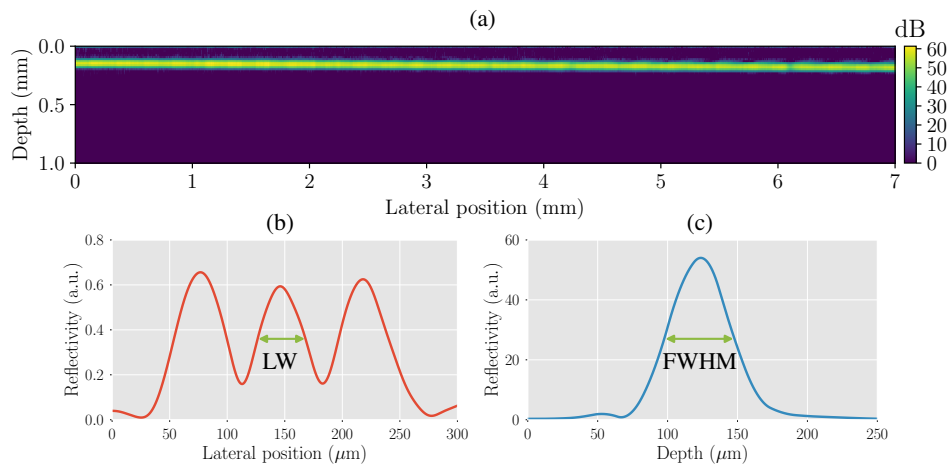 (a)
dB
Depth (mm)
0.0
0.5
1.0
0 1 2 3 4 5 6 7
Lateral position (mm)
60
50
40
30
20
10
0
(b)
Reflectivity (a.u.)
0.8
0.6
0.4
0.2
0.0
LW
0 50 100 150 200 250 300
Lateral position (μm)
(c)
Reflectivity (a.u.)
60
40
20
0
FWHM
0 50 100 150 200 250
Depth (μm)